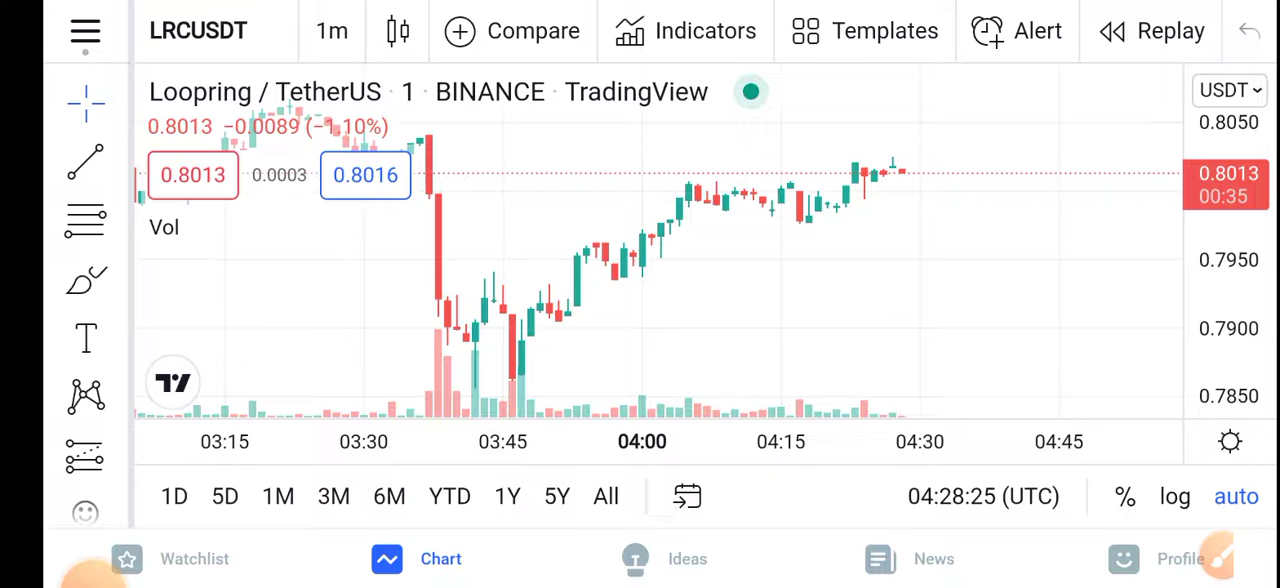 LRCUSDT 1m Compare Indicators Templates Alert Replay
Loopring / TetherUS · 1 · BINANCE · TradingView
USDT
0.8013 −0.0089 (−1.10%)
0.8050
0.8013 0.0003 0.8016
0.8013
00:35
Vol
T
0.7950
0.7900
0.7850
03:15 03:30 03:45 04:00 04:15 04:30 04:45
1D 5D 1M 3M 6M YTD 1Y 5Y All 04:28:25 (UTC) % log auto
Watchlist Chart Ideas News Profile